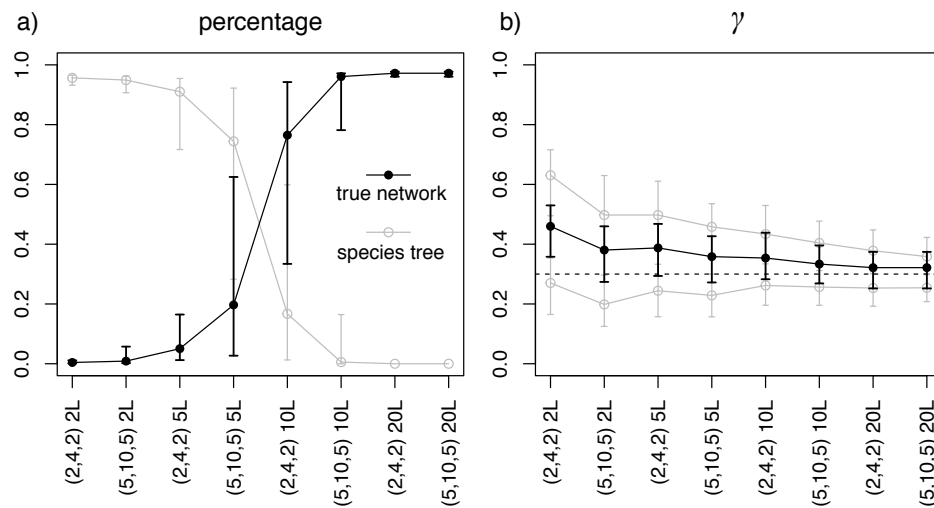 a) percentage
1.0
0.8
0.6
0.4
0.2
0.0
true network
species tree
(2,4,2) 2L
(5,10,5) 2L
(2,4,2) 5L
(5,10,5) 5L
(2,4,2) 10L
(5,10,5) 10L
(2,4,2) 20L
(5,10,5) 20L
b) γ
1.0
0.8
0.6
0.4
0.2
0.0
(2,4,2) 2L
(5,10,5) 2L
(2,4,2) 5L
(5,10,5) 5L
(2,4,2) 10L
(5,10,5) 10L
(2,4,2) 20L
(5,10,5) 20L